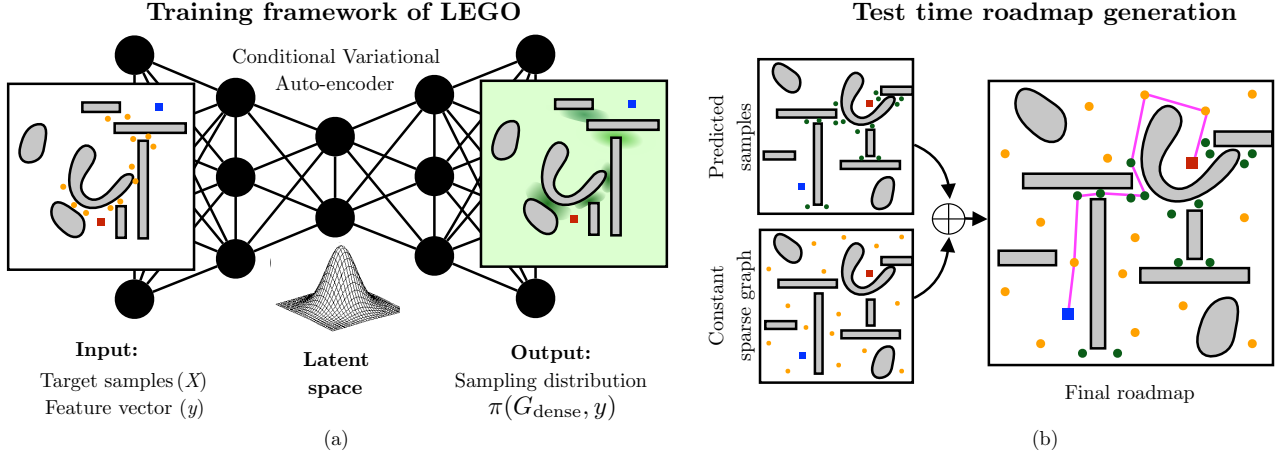 Training framework of LEGO
Conditional Variational
Auto-encoder
Input:
Target samples (X)
Feature vector (y)
Latent
space
Output:
Sampling distribution
π(G_dense, y)
(a)
Test time roadmap generation
Predicted
samples
Constant
sparse graph
Final roadmap
(b)